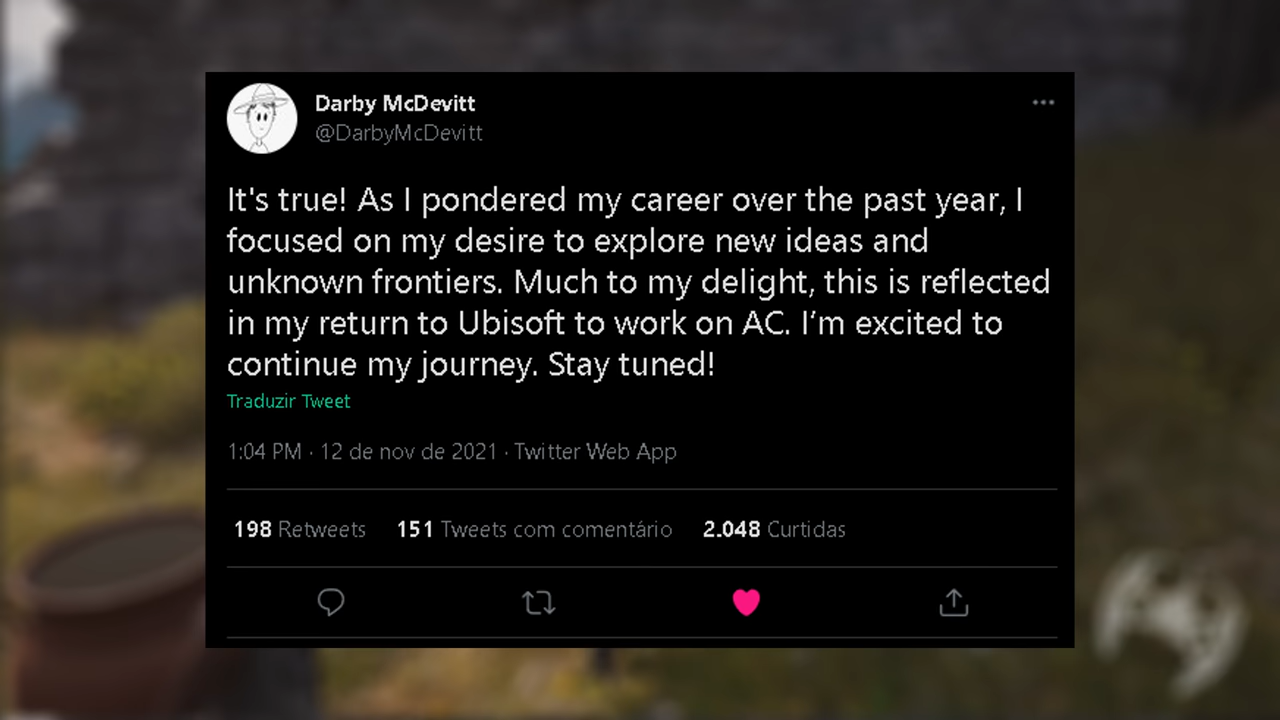 Darby McDevitt
@DarbyMcDevitt
It's true! As I pondered my career over the past year, I
focused on my desire to explore new ideas and
unknown frontiers. Much to my delight, this is reflected
in my return to Ubisoft to work on AC. I’m excited to
continue my journey. Stay tuned!
Traduzir Tweet
1:04 PM · 12 de nov de 2021 · Twitter Web App
198 Retweets 151 Tweets com comentário 2.048 Curtidas